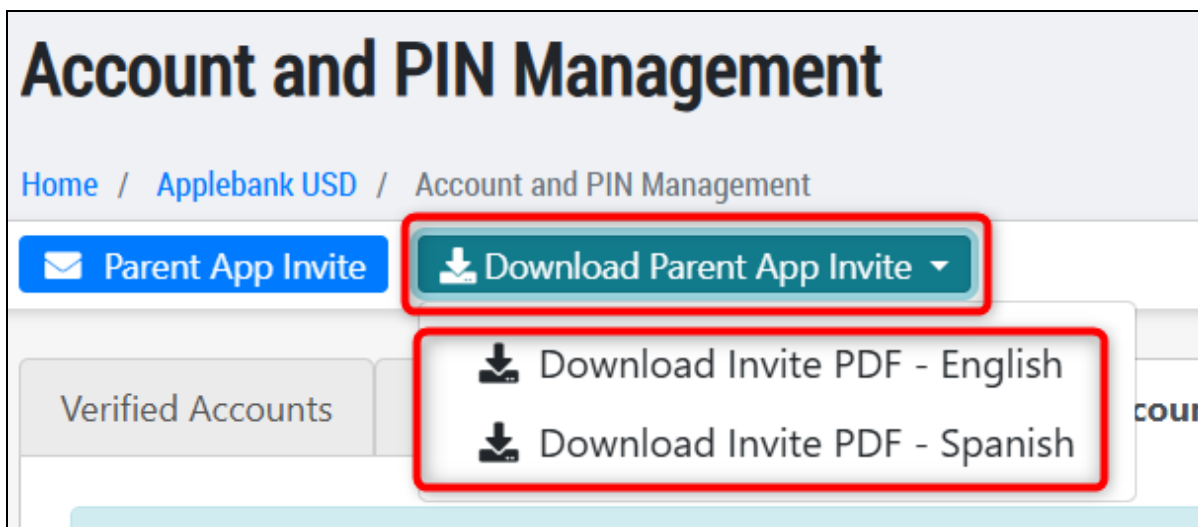 Account and PIN Management
Home / Applebank USD / Account and PIN Management
Parent App Invite Download Parent App Invite
Download Invite PDF - English
Verified Accounts
Download Invite PDF - Spanish